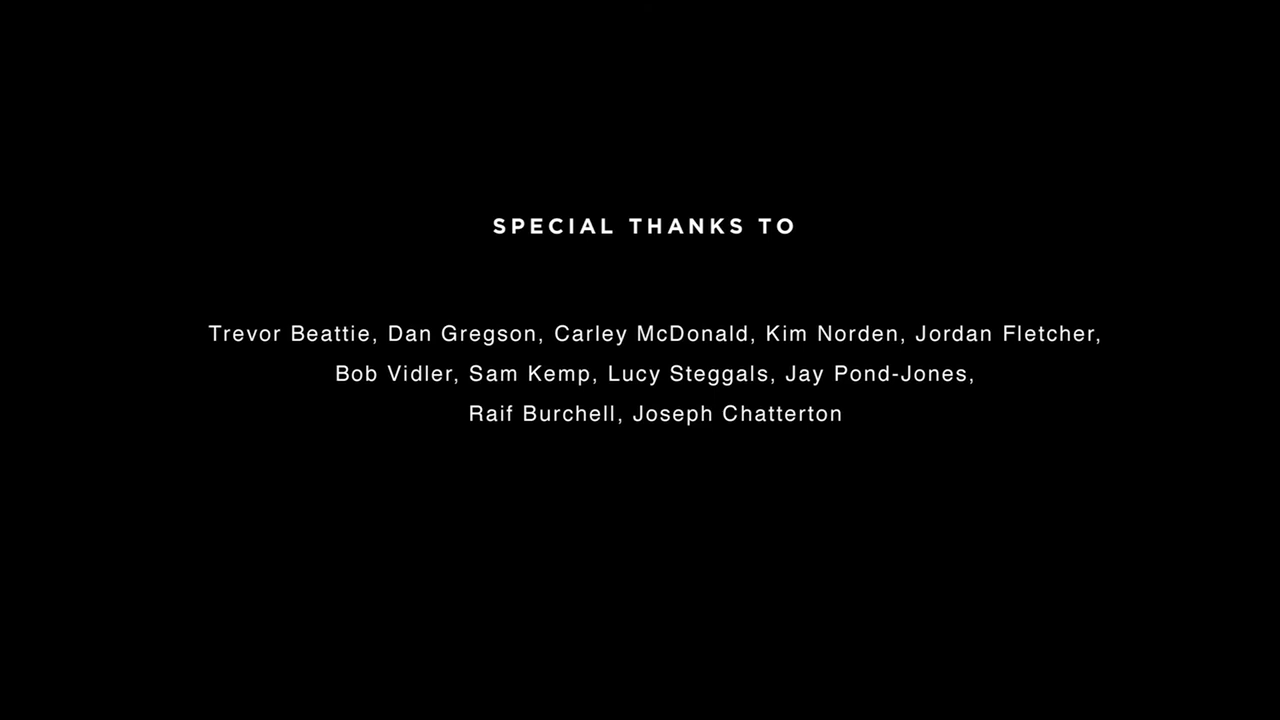 SPECIAL THANKS TO
Trevor Beattie, Dan Gregson, Carley McDonald, Kim Norden, Jordan Fletcher,
Bob Vidler, Sam Kemp, Lucy Steggals, Jay Pond-Jones,
Raif Burchell, Joseph Chatterton